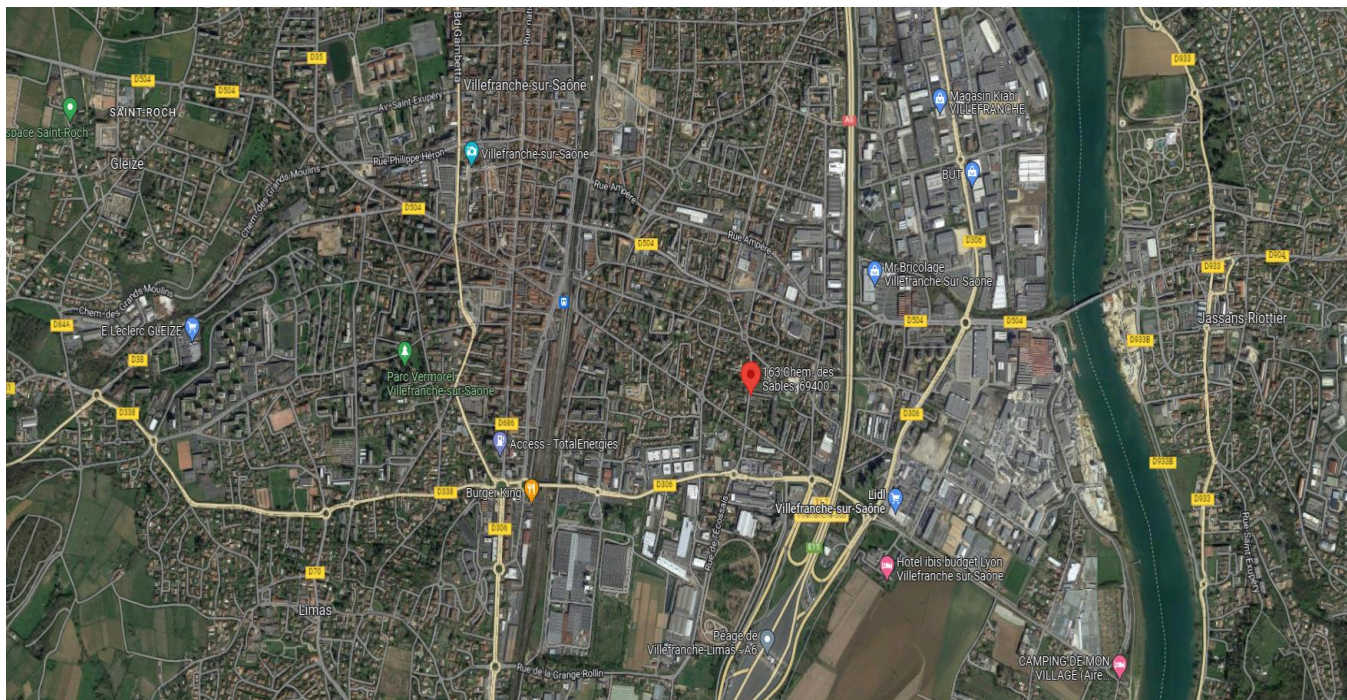 Bd Gambetta
Rue nati
D933
D35
D504
D504
Villefranche-sur-Saône
Magasin Kiabi
VILLEFRANCHE
Av. Saint-Exupéry
SAINT-ROCH
space Saint-Roch
A6
Rue Philippe Héron
Villefranche-sur-Saône
Gleize
BUT
Chem. des Grands Moulins
Rue Ampère
D504
Rue Ampère
D504
D306
D904
D933
Mr Bricolage
Villefranche Sur Saône
Chem. des Grands Moulins
D84A
E.Leclerc GLEIZE
D504
D504
Jassans Riottier
D933B
D38
Parc Vermorel
Villefranche-sur-Saône
163 Chem. des
Sables, 69400...
D338
D306
D686
Access - TotalEnergies
D933B
D338
Burger King
D306
Lidl
Villefranche-sur-Saône
D933
Rue des Écossais
Rue Saint-Exupéry
D306
E15
D70
Hotel ibis budget Lyon
Villefranche sur Saône
Limas
Péage de
Villefranche-Limas - A6
Rue de la Grange Rollin
CAMPING DE MON
VILLAGE (Aire...